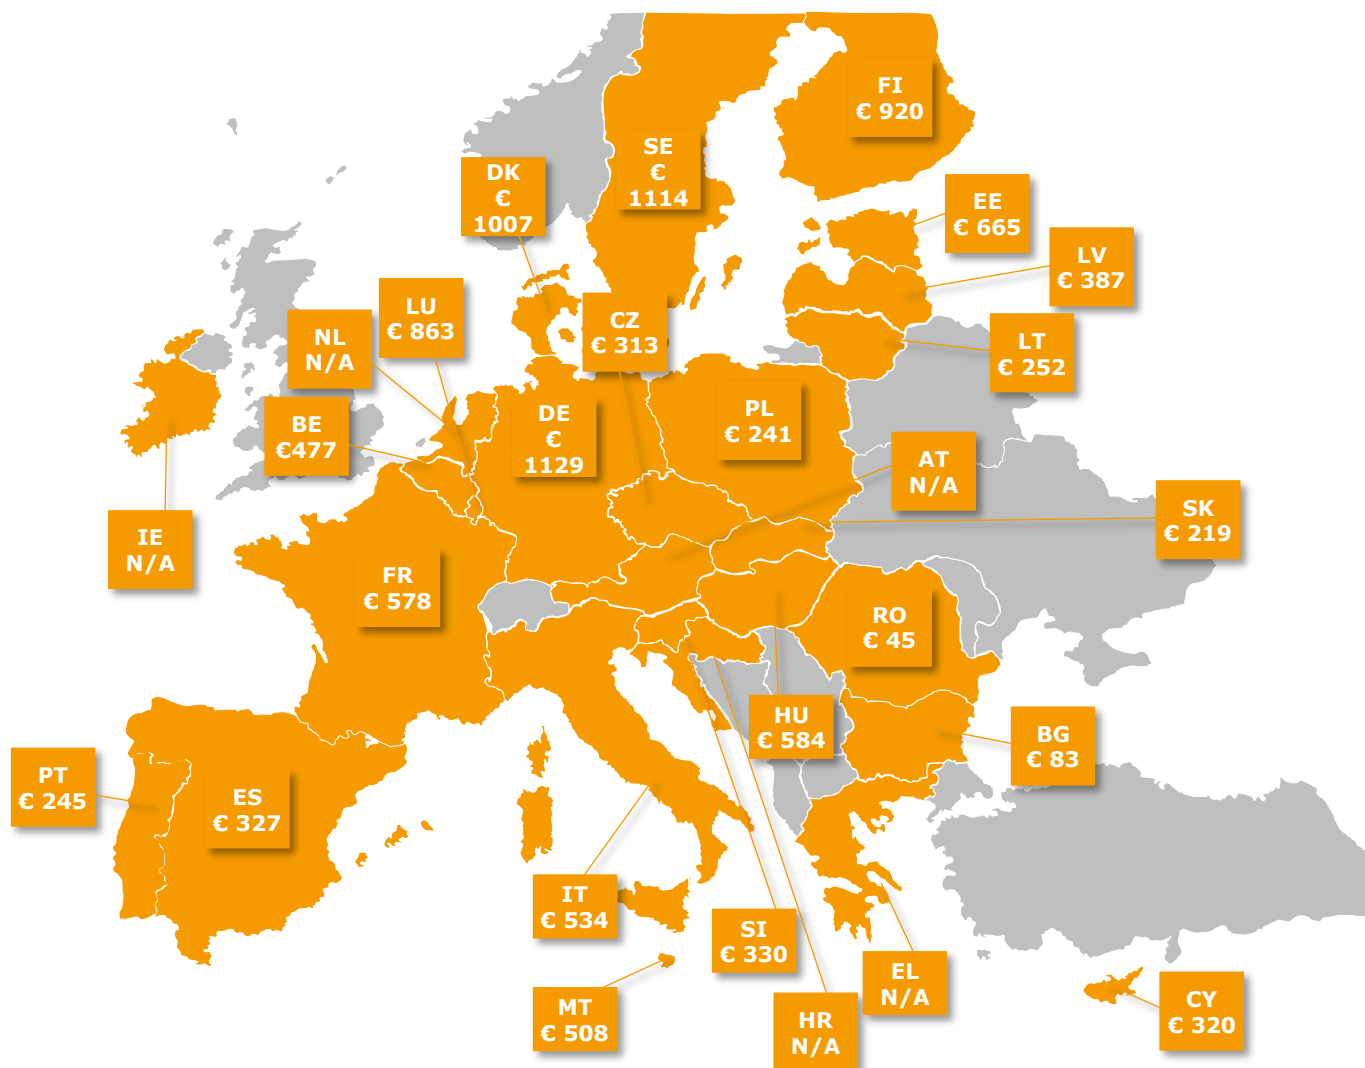 FI
€ 920
SE
€
1114
DK
€
1007
EE
€ 665
LV
€ 387
LU
€ 863
CZ
€ 313
NL
N/A
LT
€ 252
PL
€ 241
BE
€477
DE
€
1129
AT
N/A
SK
€ 219
IE
N/A
FR
€ 578
RO
€ 45
HU
€ 584
BG
€ 83
PT
€ 245
ES
€ 327
IT
€ 534
SI
€ 330
EL
N/A
MT
€ 508
HR
N/A
CY
€ 320